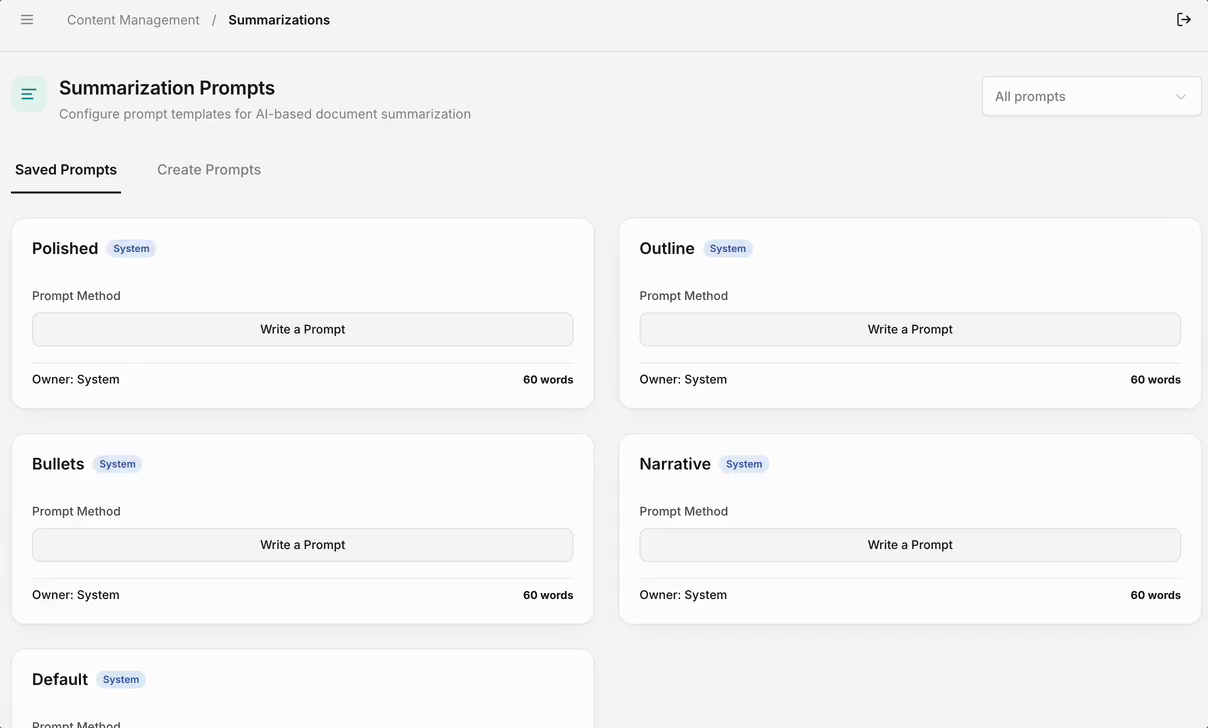 Content Management / Summarizations
Summarization Prompts
Configure prompt templates for AI-based document summarization
All prompts
Saved Prompts
Create Prompts
Polished System
Prompt Method
Write a Prompt
Owner: System
60 words
Outline System
Prompt Method
Write a Prompt
Owner: System
60 words
Bullets System
Prompt Method
Write a Prompt
Owner: System
60 words
Narrative System
Prompt Method
Write a Prompt
Owner: System
60 words
Default System
Prompt Method